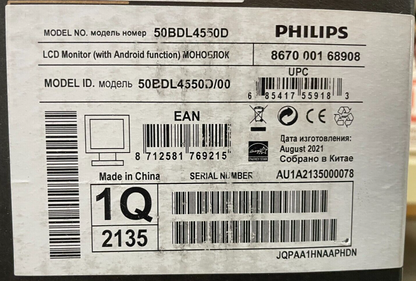 MODEL NO. модель номер 50BDL4550D
PHILIPS
LCD Monitor (with Android function) МОНОБЛОК
8670 001 68908
MODEL ID. модель 50BDL4550D/00
UPC
6 85417 55918 3
EAN
8 712581 769215
Дата изготовления:
August 2021
Собрано в Китае
Made in China
SERIAL NUMBER
AU1A2135000078
1Q
2135
JQPAA1HNAAPHDN